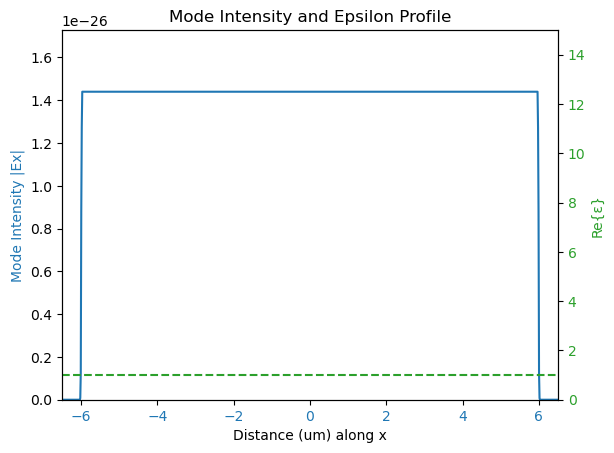 Mode Intensity and Epsilon Profile
1e−26
1.6
1.4
1.2
1.0
0.8
0.6
0.4
0.2
0.0
Mode Intensity |Ex|
14
12
10
8
6
4
2
0
Re{ε}
−6 −4 −2 0 2 4 6
Distance (um) along x